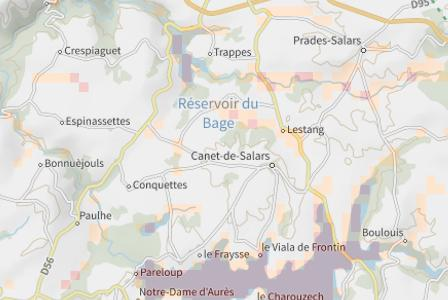 D95
Prades-Salars
Crespiaguet
Trappes
Réservoir du
Bage
Espinassettes
Lestang
Canet-de-Salars
Bonnuèjouls
Conquettes
Paulhe
Boulouis
le Fraysse
le Viala de Frontin
D56
Pareloup
Notre-Dame d'Aurès
le Charouzech